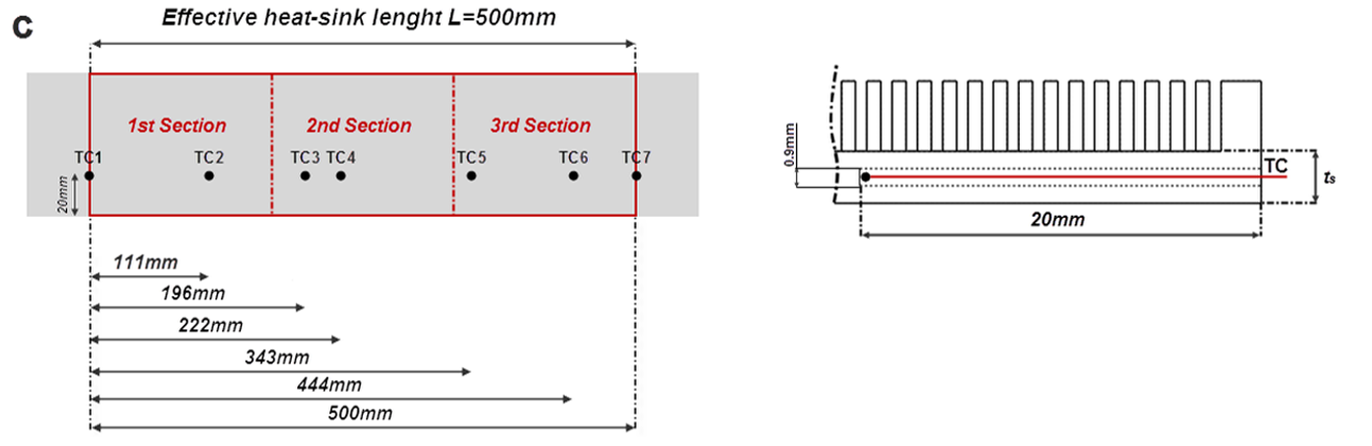 C
Effective heat-sink lenght L=500mm
1st Section
2nd Section
3rd Section
TC1
TC2
TC3
TC4
TC5
TC6
TC7
20mm
111mm
196mm
222mm
343mm
444mm
500mm
0.9mm
TC
ts
20mm